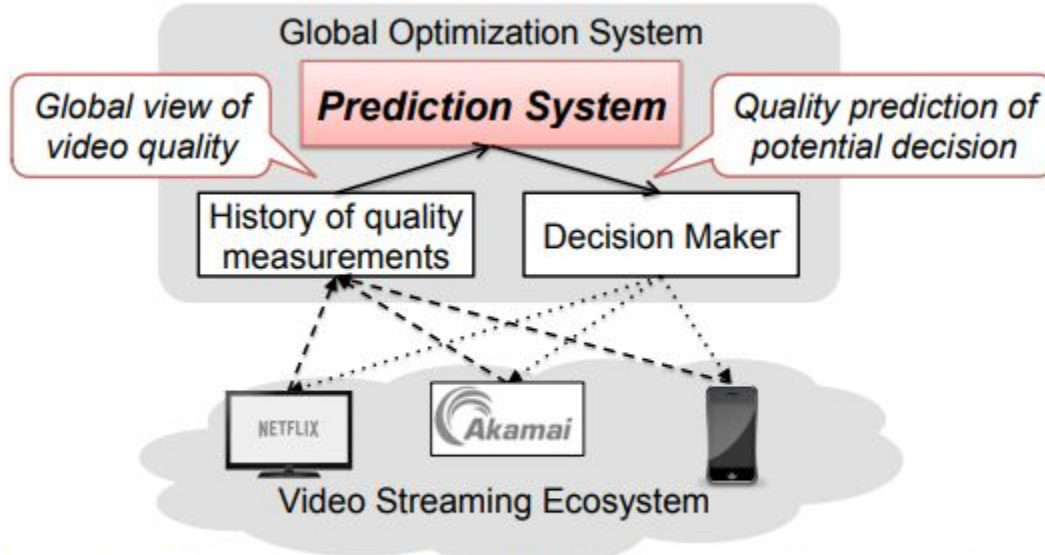 Global Optimization System
Global view of
video quality
Prediction System
Quality prediction of
potential decision
History of quality
measurements
Decision Maker
NETFLIX
Akamai
Video Streaming Ecosystem